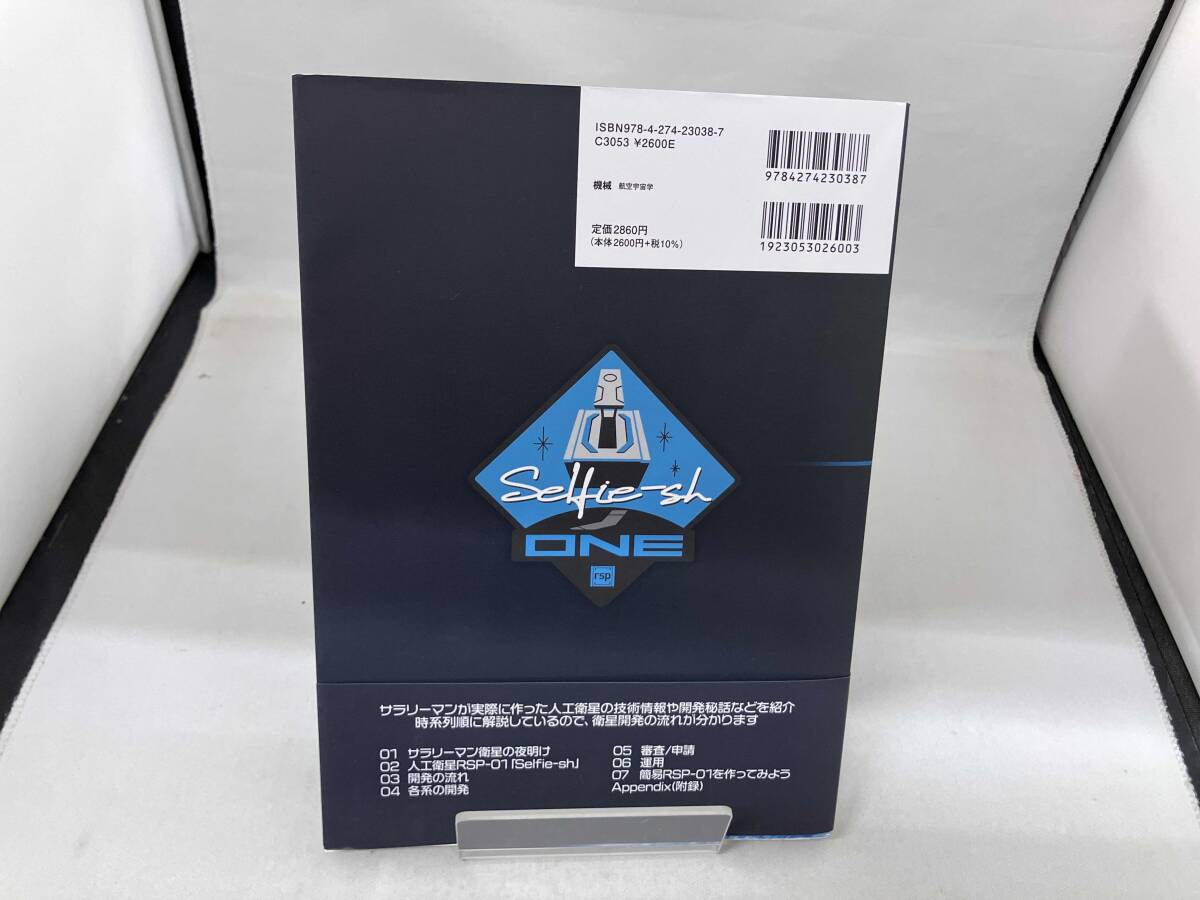 ISBN978-4-274-23038-7
C3053 ¥2600E
9784274230387
機械 航空宇宙学
定価2860円
(本体2600円+税10%)
1923053026003
Selfie-sh
ONE
rsp
サラリーマンが実際に作った人工衛星の技術情報や開発秘話などを紹介
時系列順に解説しているので、衛星開発の流れが分かります
01 サラリーマン衛星の夜明け
02 人工衛星RSP-01「Selfie-sh」
03 開発の流れ
04 各系の開発
05 審査/申請
06 運用
07 簡易RSP-01を作ってみよう
Appendix(付録)